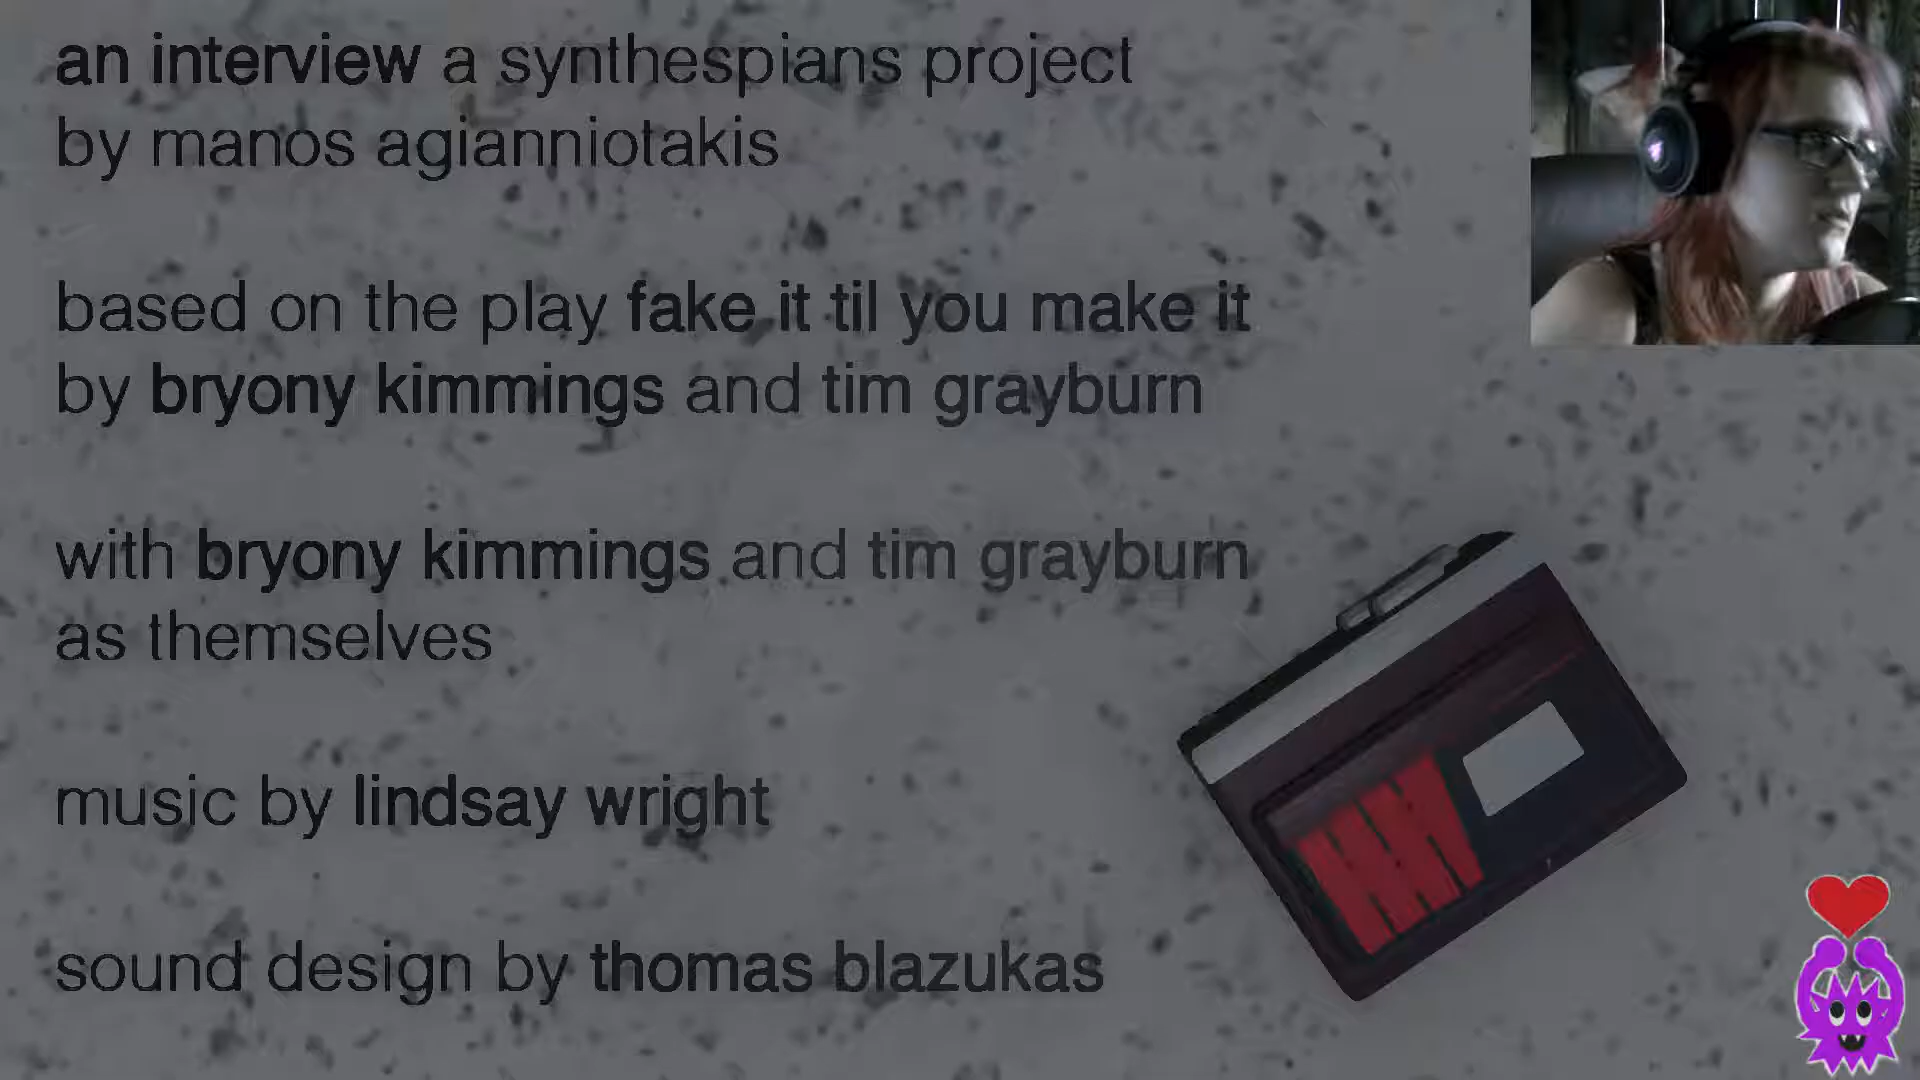 an interview a synthespians project
by manos agianniotakis
based on the play fake it til you make it
by bryony kimmings and tim grayburn
with bryony kimmings and tim grayburn
as themselves
music by lindsay wright
sound design by thomas blazukas